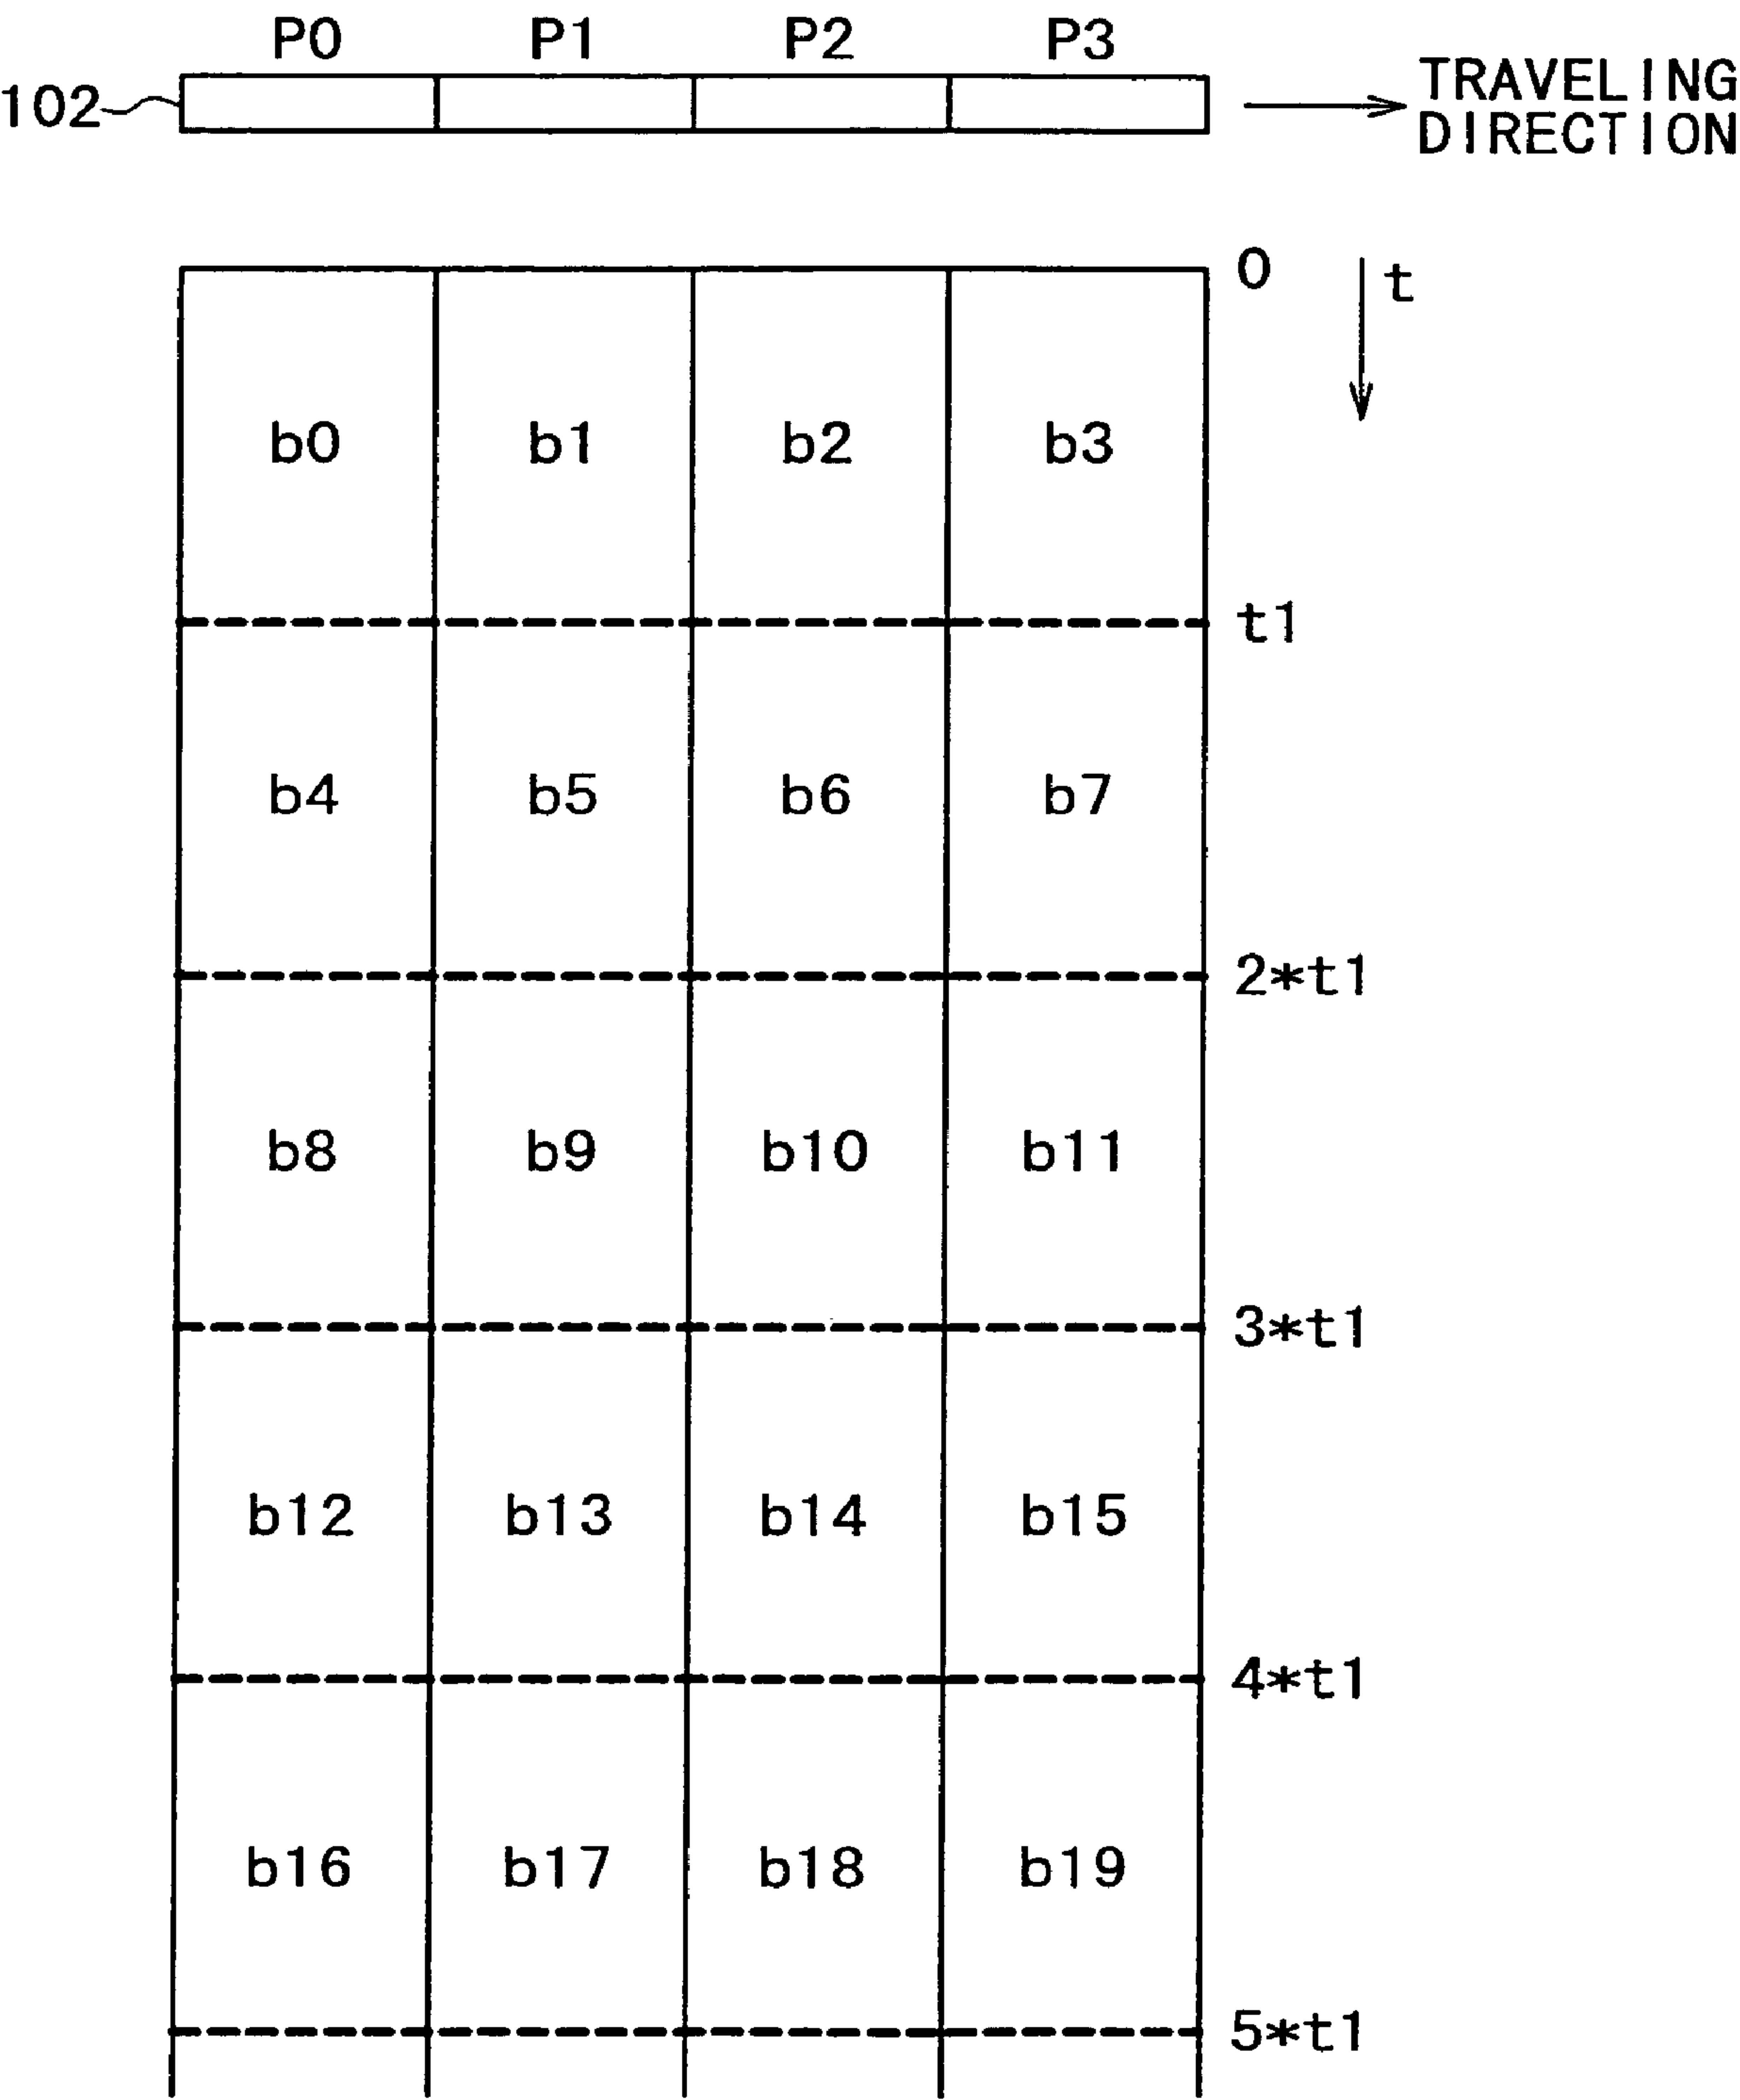 P0 P1 P2 P3
102
TRAVELING
DIRECTION
0
t
b0 b1 b2 b3
t1
b4 b5 b6 b7
2*t1
b8 b9 b10 b11
3*t1
b12 b13 b14 b15
4*t1
b16 b17 b18 b19
5*t1